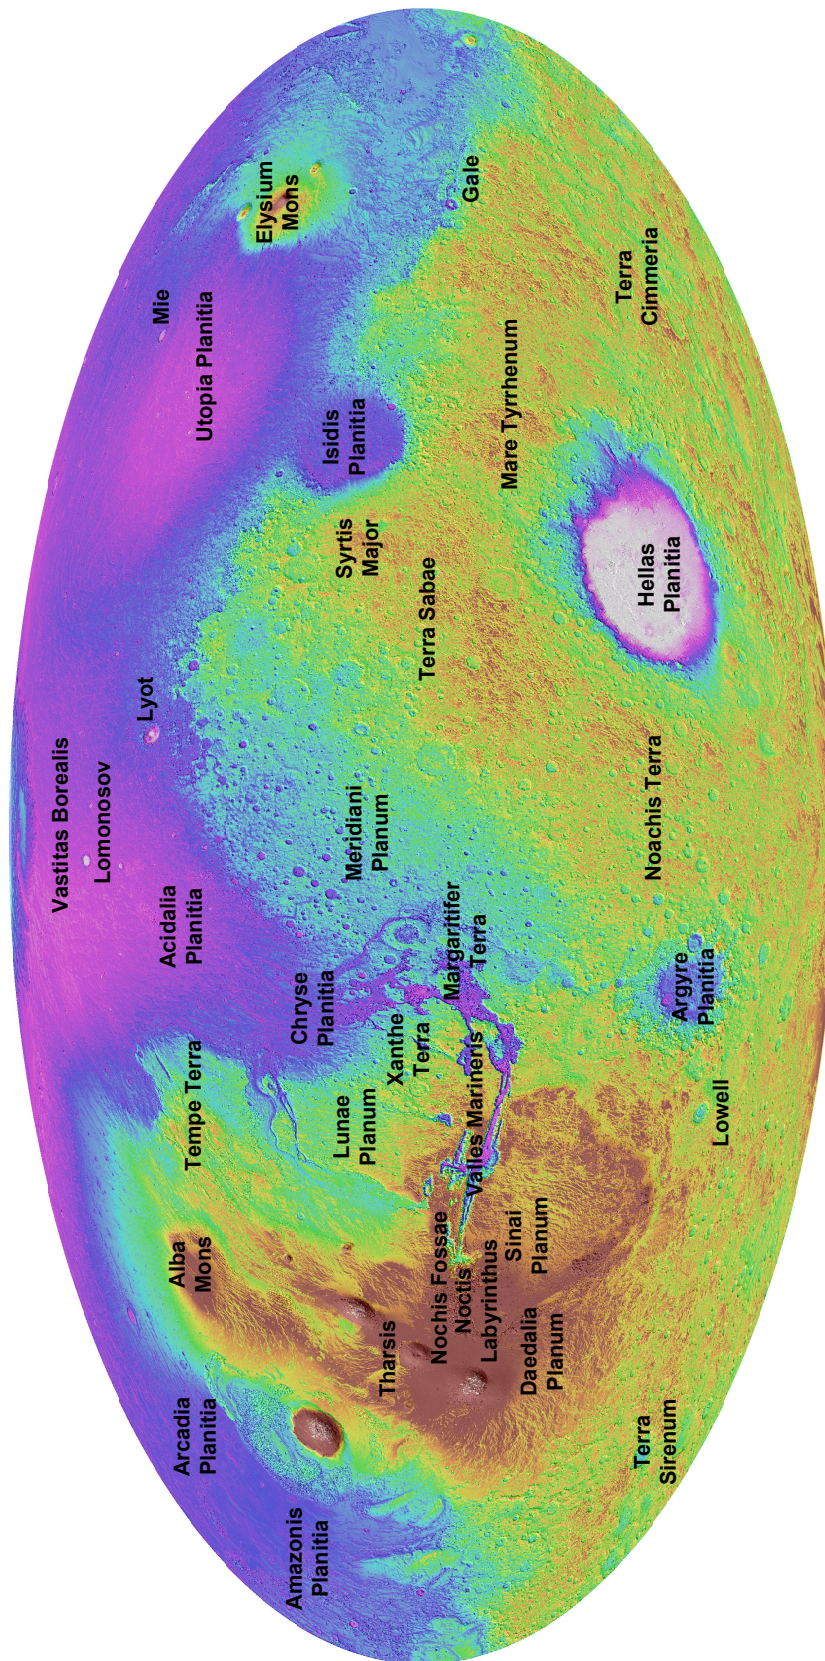 Vastitas Borealis
Lomonosov
Lyot
Mie
Utopia Planitia
Elysium
Mons
Arcadia
Planitia
Alba
Mons
Tempe Terra
Acidalia
Planitia
Amazonis
Planitia
Chryse
Planitia
Isidis
Planitia
Lunae
Planum
Meridiani
Planum
Syrtis
Major
Tharsis
Xanthe
Terra
Terra Sabae
Gale
Nochis Fossae
Noctis
Labyrinthus
Valles Marineris
Margaritifer
Terra
Mare Tyrrhenum
Sinai
Planum
Daedalia
Planum
Terra
Cimmeria
Terra
Sirenum
Noachis Terra
Hellas
Planitia
Argyre
Planitia
Lowell